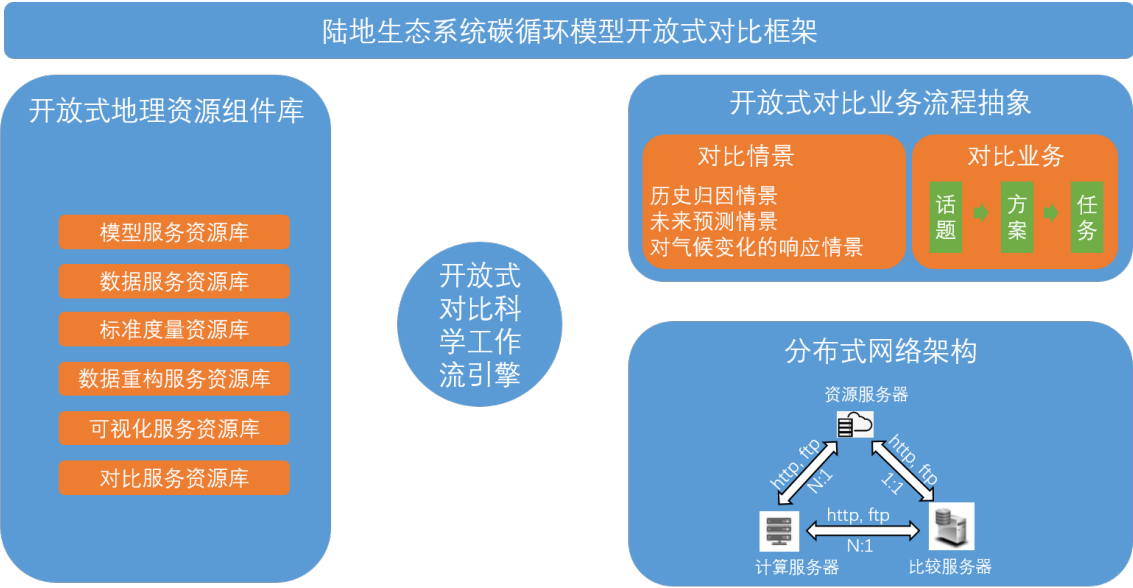 陆地生态系统碳循环模型开放式对比框架
开放式地理资源组件库
模型服务资源库
数据服务资源库
标准度量资源库
数据重构服务资源库
可视化服务资源库
对比服务资源库
开放式
对比科
学工作
流引擎
开放式对比业务流程抽象
对比情景
历史归因情景
未来预测情景
对气候变化的响应情景
对比业务
话题
方案
任务
分布式网络架构
资源服务器
http, ftp
N:1
http, ftp
1:1
http, ftp
N:1
计算服务器
比较服务器